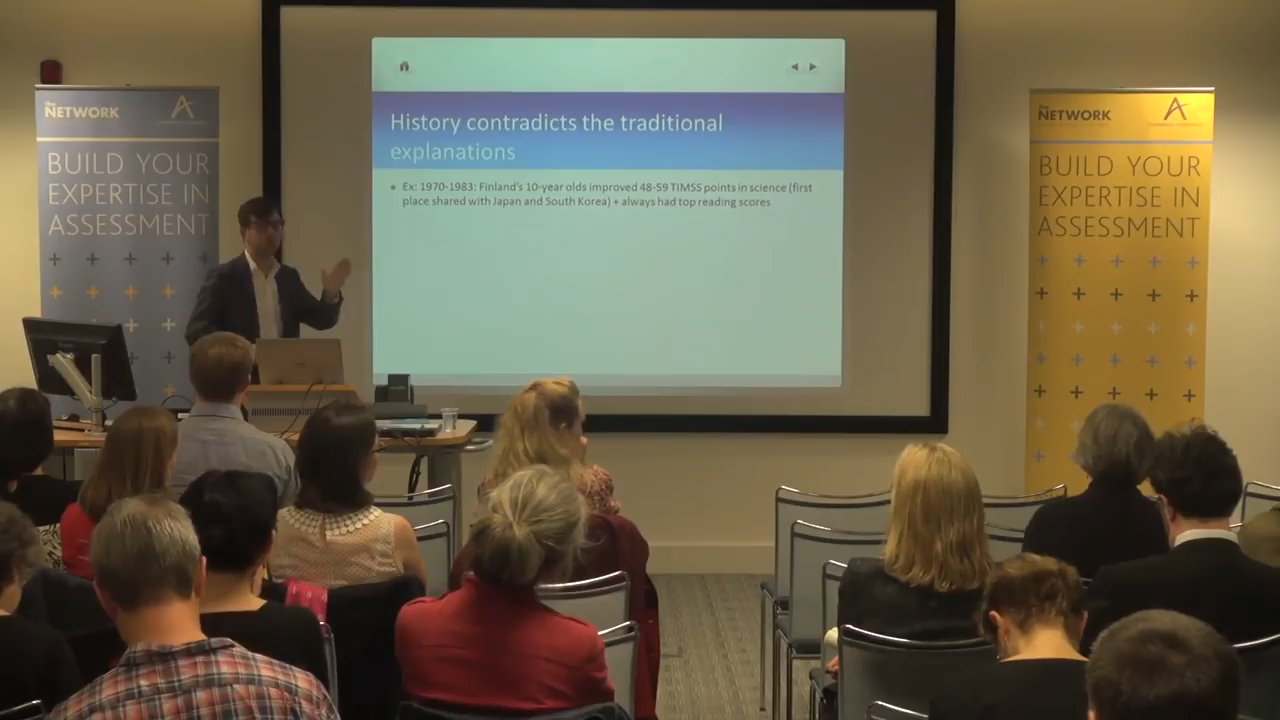 the
NETWORK
BUILD YOUR
EXPERTISE IN
ASSESSMENT
History contradicts the traditional
explanations
Ex: 1970-1983: Finland's 10-year olds improved 48-59 TIMSS points in science (first
place shared with Japan and South Korea) + always had top reading scores
the
NETWORK
BUILD YOUR
EXPERTISE IN
ASSESSMENT